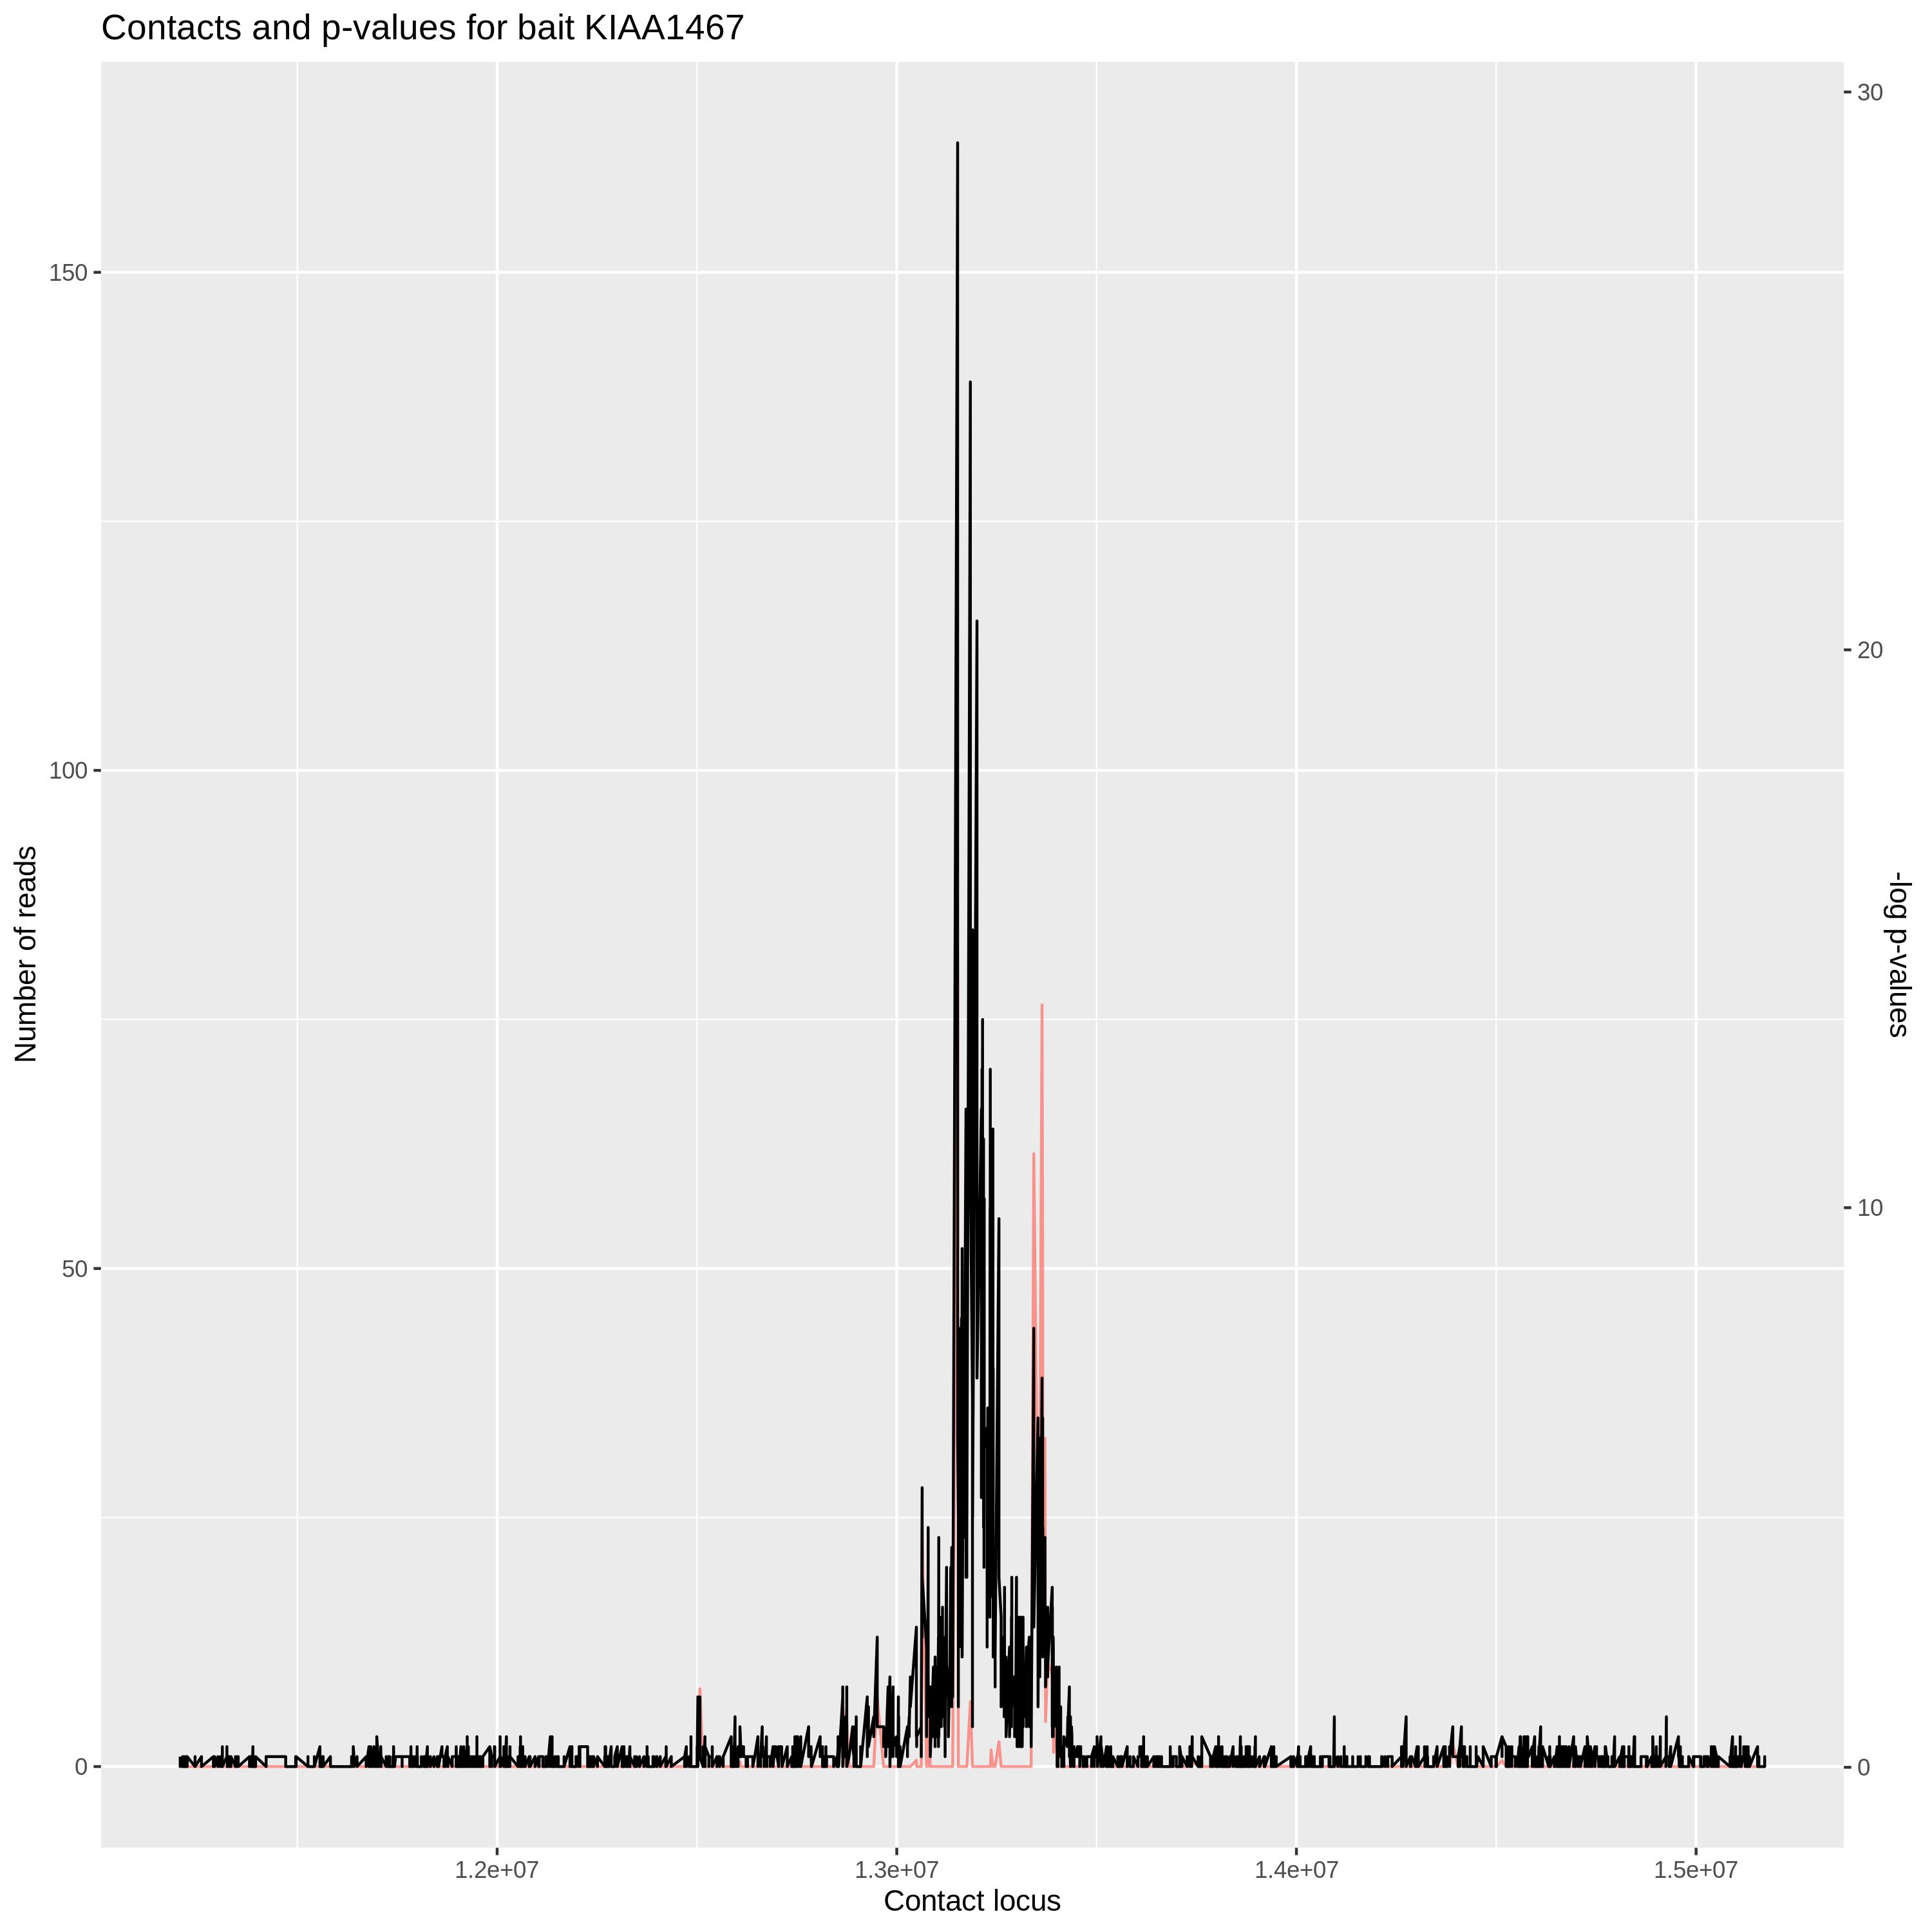 Contacts and p-values for bait KIAA1467
30
150
20
100
Number of reads
-log p-values
10
50
0
0
1.2e+07
1.3e+07
1.4e+07
1.5e+07
Contact locus